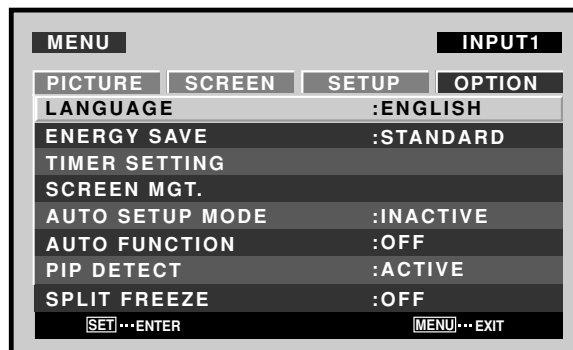 MENU INPUT1
PICTURE SCREEN SETUP OPTION
LANGUAGE :ENGLISH
ENERGY SAVE :STANDARD
TIMER SETTING
SCREEN MGT.
AUTO SETUP MODE :INACTIVE
AUTO FUNCTION :OFF
PIP DETECT :ACTIVE
SPLIT FREEZE :OFF
SET···ENTER MENU···EXIT